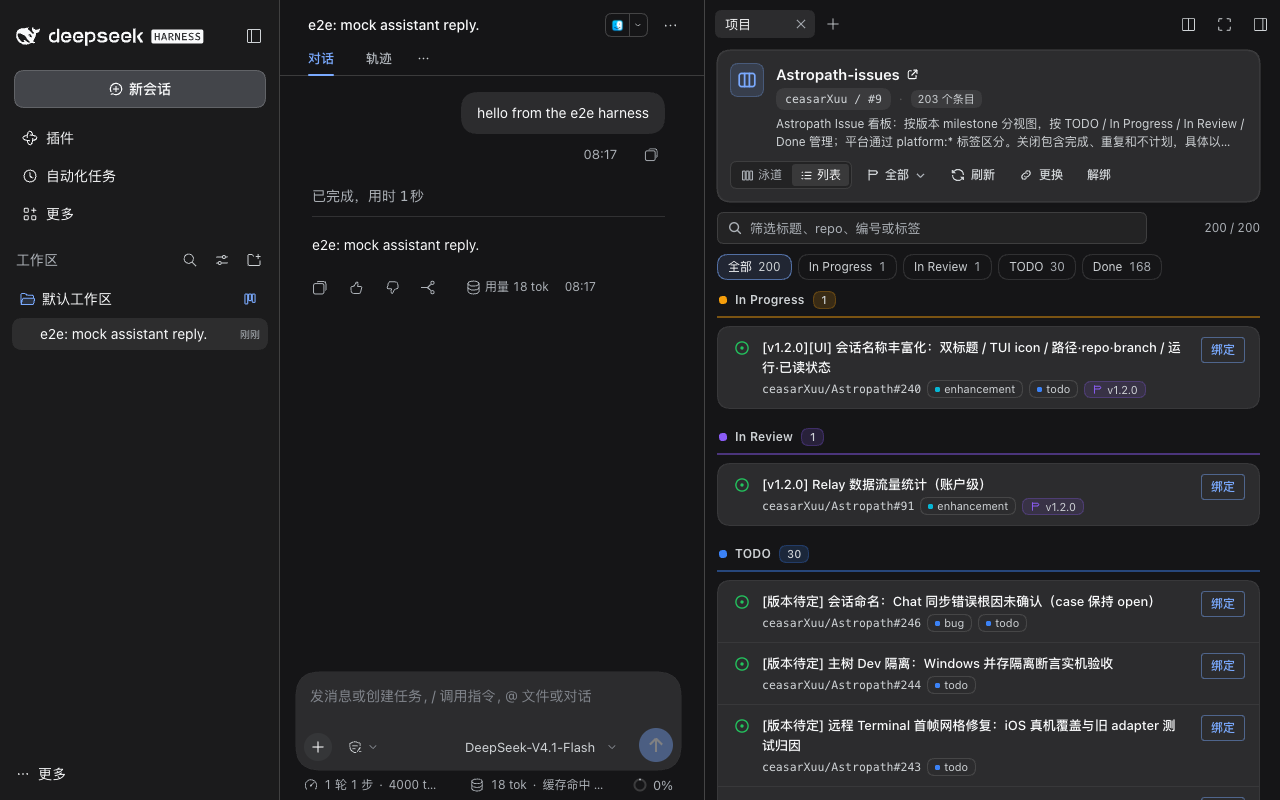 deepseek HARNESS
新会话
插件
自动化任务
更多
工作区
默认工作区
e2e: mock assistant reply. 刚刚
更多
e2e: mock assistant reply.
对话 轨迹
hello from the e2e harness
08:17
已完成，用时 1 秒
e2e: mock assistant reply.
用量 18 tok 08:17
发消息或创建任务, / 调用指令, @ 文件或对话
DeepSeek-V4.1-Flash
1 轮 1 步 · 4000 t... 18 tok · 缓存命中 ... 0%
项目
Astropath-issues
ceasarXuu / #9 · 203 个条目
Astropath Issue 看板：按版本 milestone 分视图，按 TODO / In Progress / In Review /
Done 管理；平台通过 platform:* 标签区分。关闭包含完成、重复和不计划，具体以...
泳道 列表 全部 刷新 更换 解绑
筛选标题、repo、编号或标签 200 / 200
全部 200 In Progress 1 In Review 1 TODO 30 Done 168
In Progress 1
[v1.2.0][UI] 会话名称丰富化：双标题 / TUI icon / 路径·repo·branch / 运
行·已读状态
绑定
ceasarXuu/Astropath#240 enhancement todo v1.2.0
In Review 1
[v1.2.0] Relay 数据流量统计（账户级）
绑定
ceasarXuu/Astropath#91 enhancement v1.2.0
TODO 30
[版本待定] 会话命名：Chat 同步错误根因未确认（case 保持 open）
绑定
ceasarXuu/Astropath#246 bug todo
[版本待定] 主树 Dev 隔离：Windows 并存隔离断言实机验收
绑定
ceasarXuu/Astropath#244 todo
[版本待定] 远程 Terminal 首帧网格修复：iOS 真机覆盖与旧 adapter 测
试归因
绑定
ceasarXuu/Astropath#243 todo